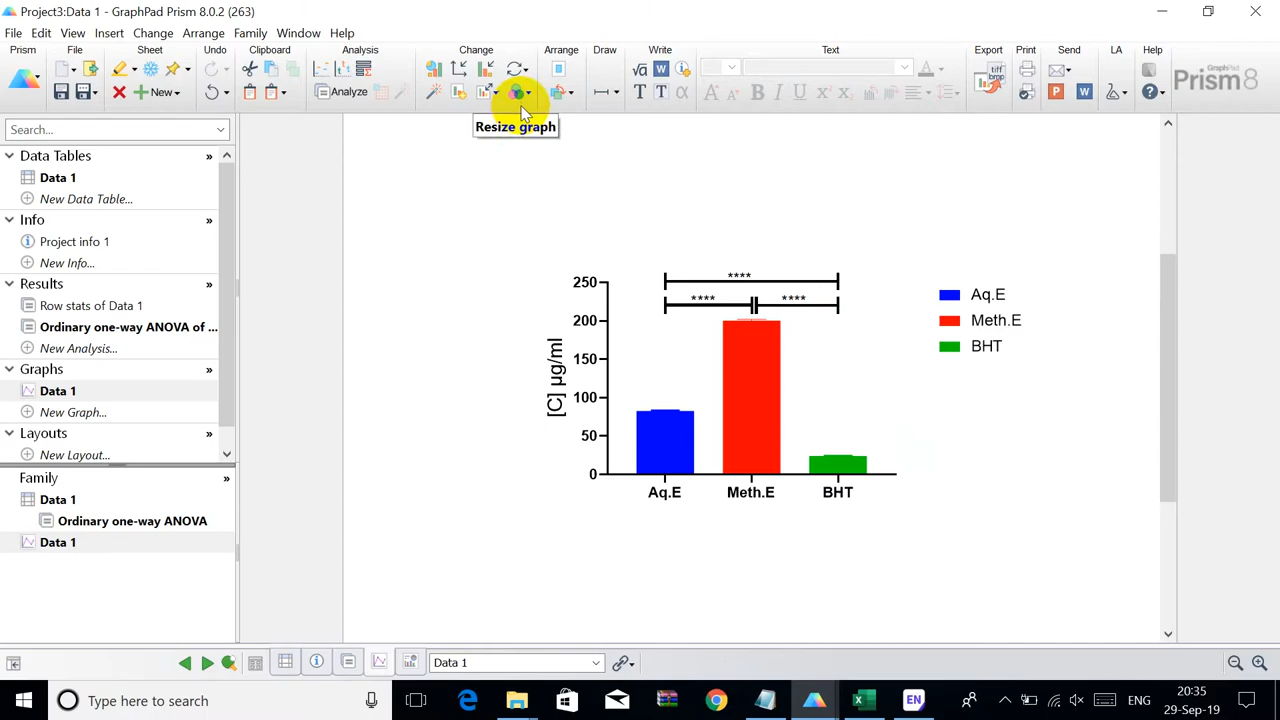 Project3:Data 1 - GraphPad Prism 8.0.2 (263)
File Edit View Insert Change Arrange Family Window Help
Prism File Sheet Undo Clipboard Analysis Change Arrange Draw Write Text Export Print Send LA Help
New Analyze
GraphPad
Prism 8
Resize graph
Search...
Data Tables »
Data 1
New Data Table...
Info »
Project info 1
New Info...
Results »
Row stats of Data 1
Ordinary one-way ANOVA of ...
New Analysis...
Graphs »
Data 1
New Graph...
Layouts »
New Layout...
Family »
Data 1
Ordinary one-way ANOVA
Data 1
****
**** ****
250
200
150
100
50
0
[C] µg/ml
Aq.E Meth.E BHT
Aq.E
Meth.E
BHT
Data 1
Type here to search
EN
ENG
20:35
29-Sep-19